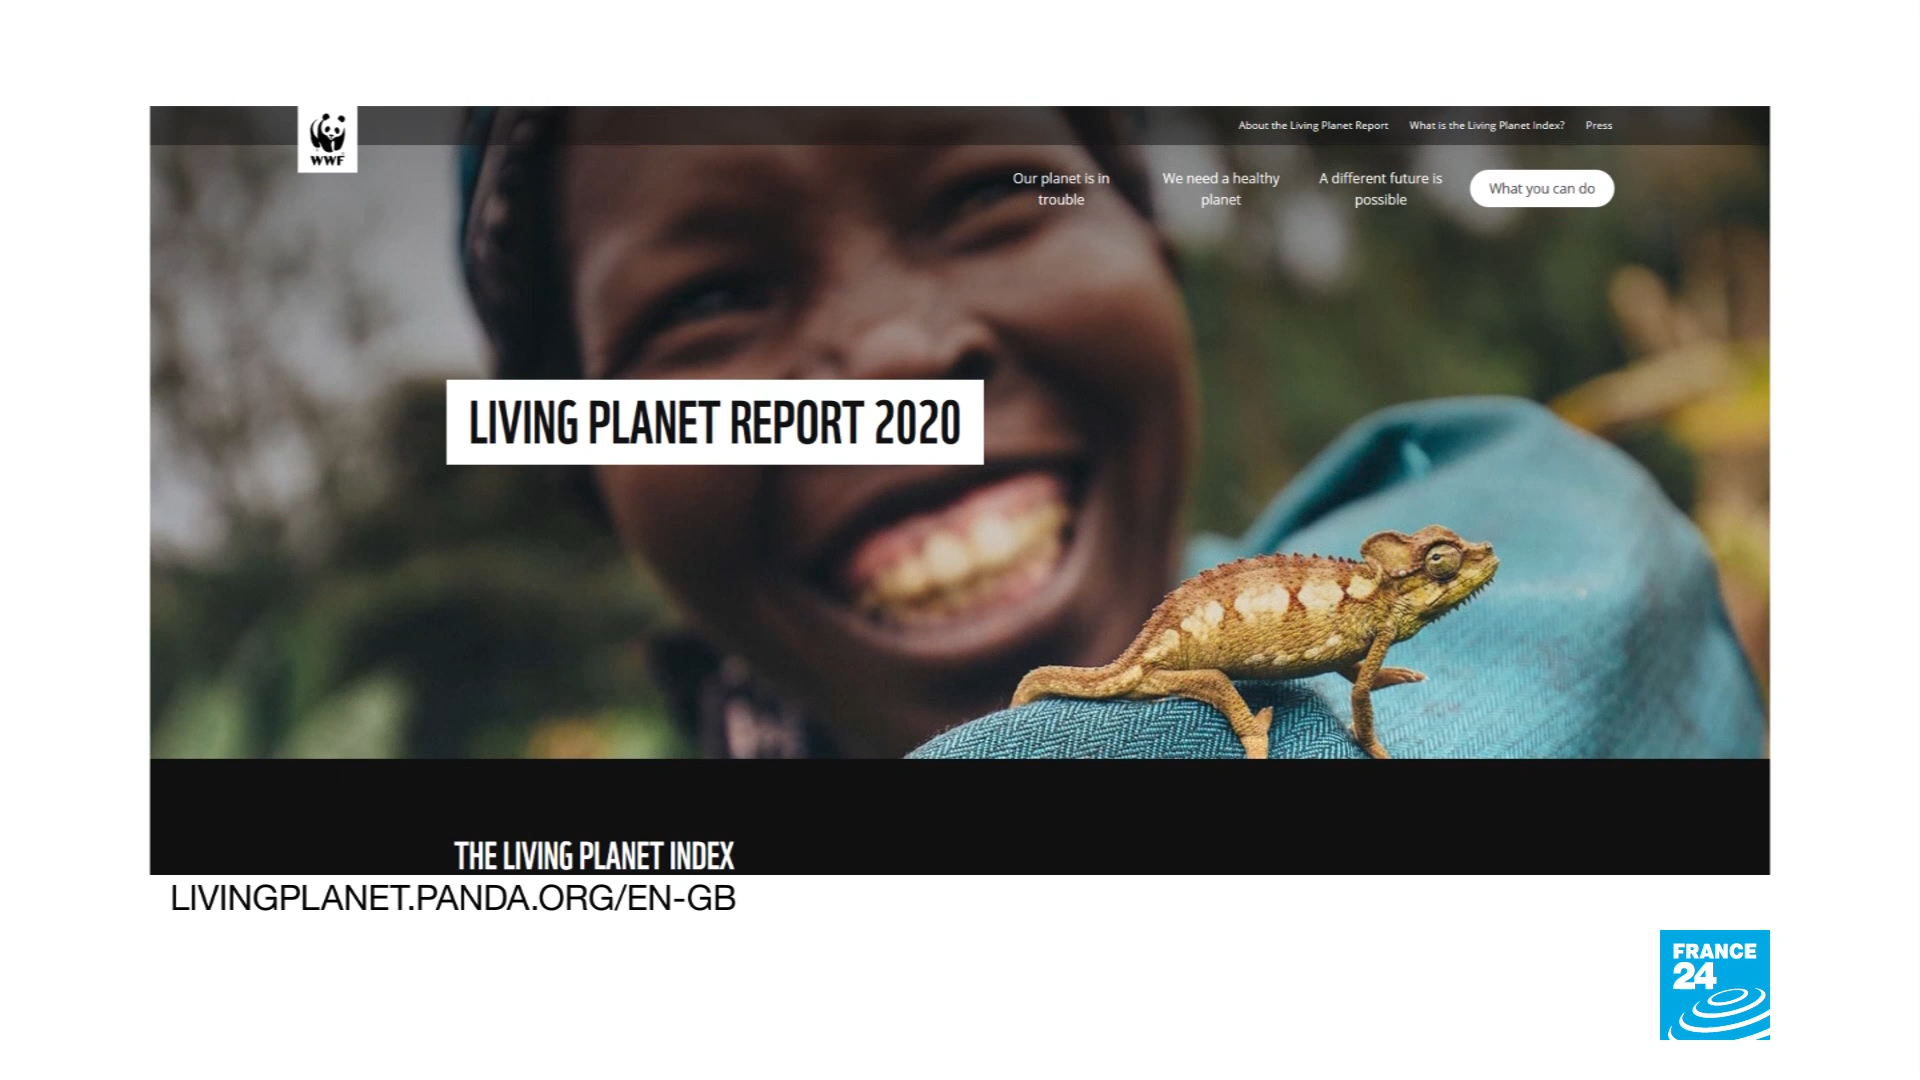 About the Living Planet Report What is the Living Planet Index? Press
WWF
Our planet is in
trouble
We need a healthy
planet
A different future is
possible
What you can do
LIVING PLANET REPORT 2020
THE LIVING PLANET INDEX
LIVINGPLANET.PANDA.ORG/EN-GB
FRANCE
24